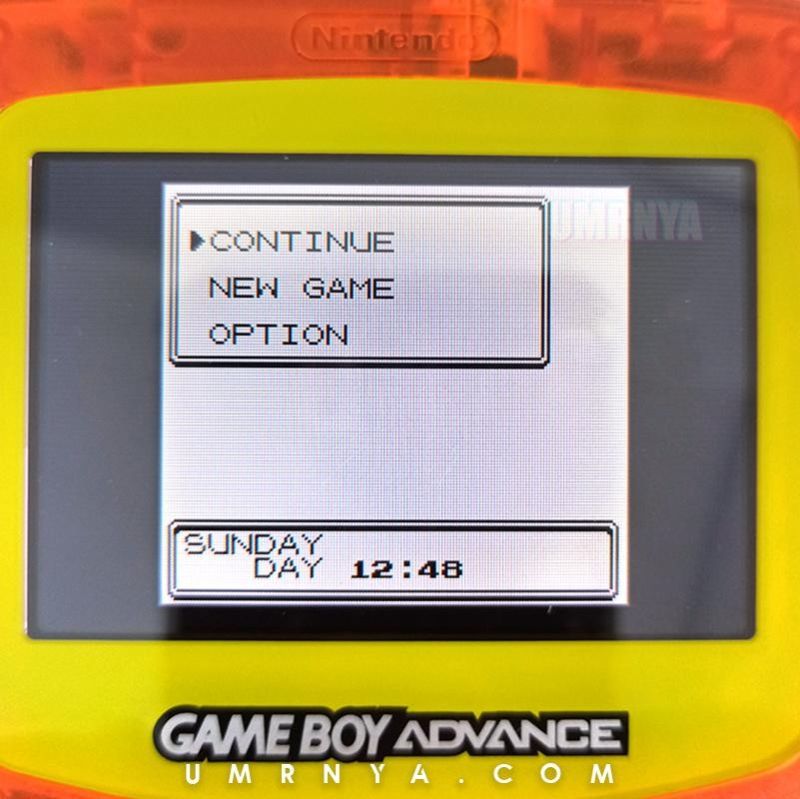 Nintendo
UMRNYA
CONTINUE
NEW GAME
OPTION
SUNDAY
DAY 12:48
GAME BOY ADVANCE
UMRNYA.COM